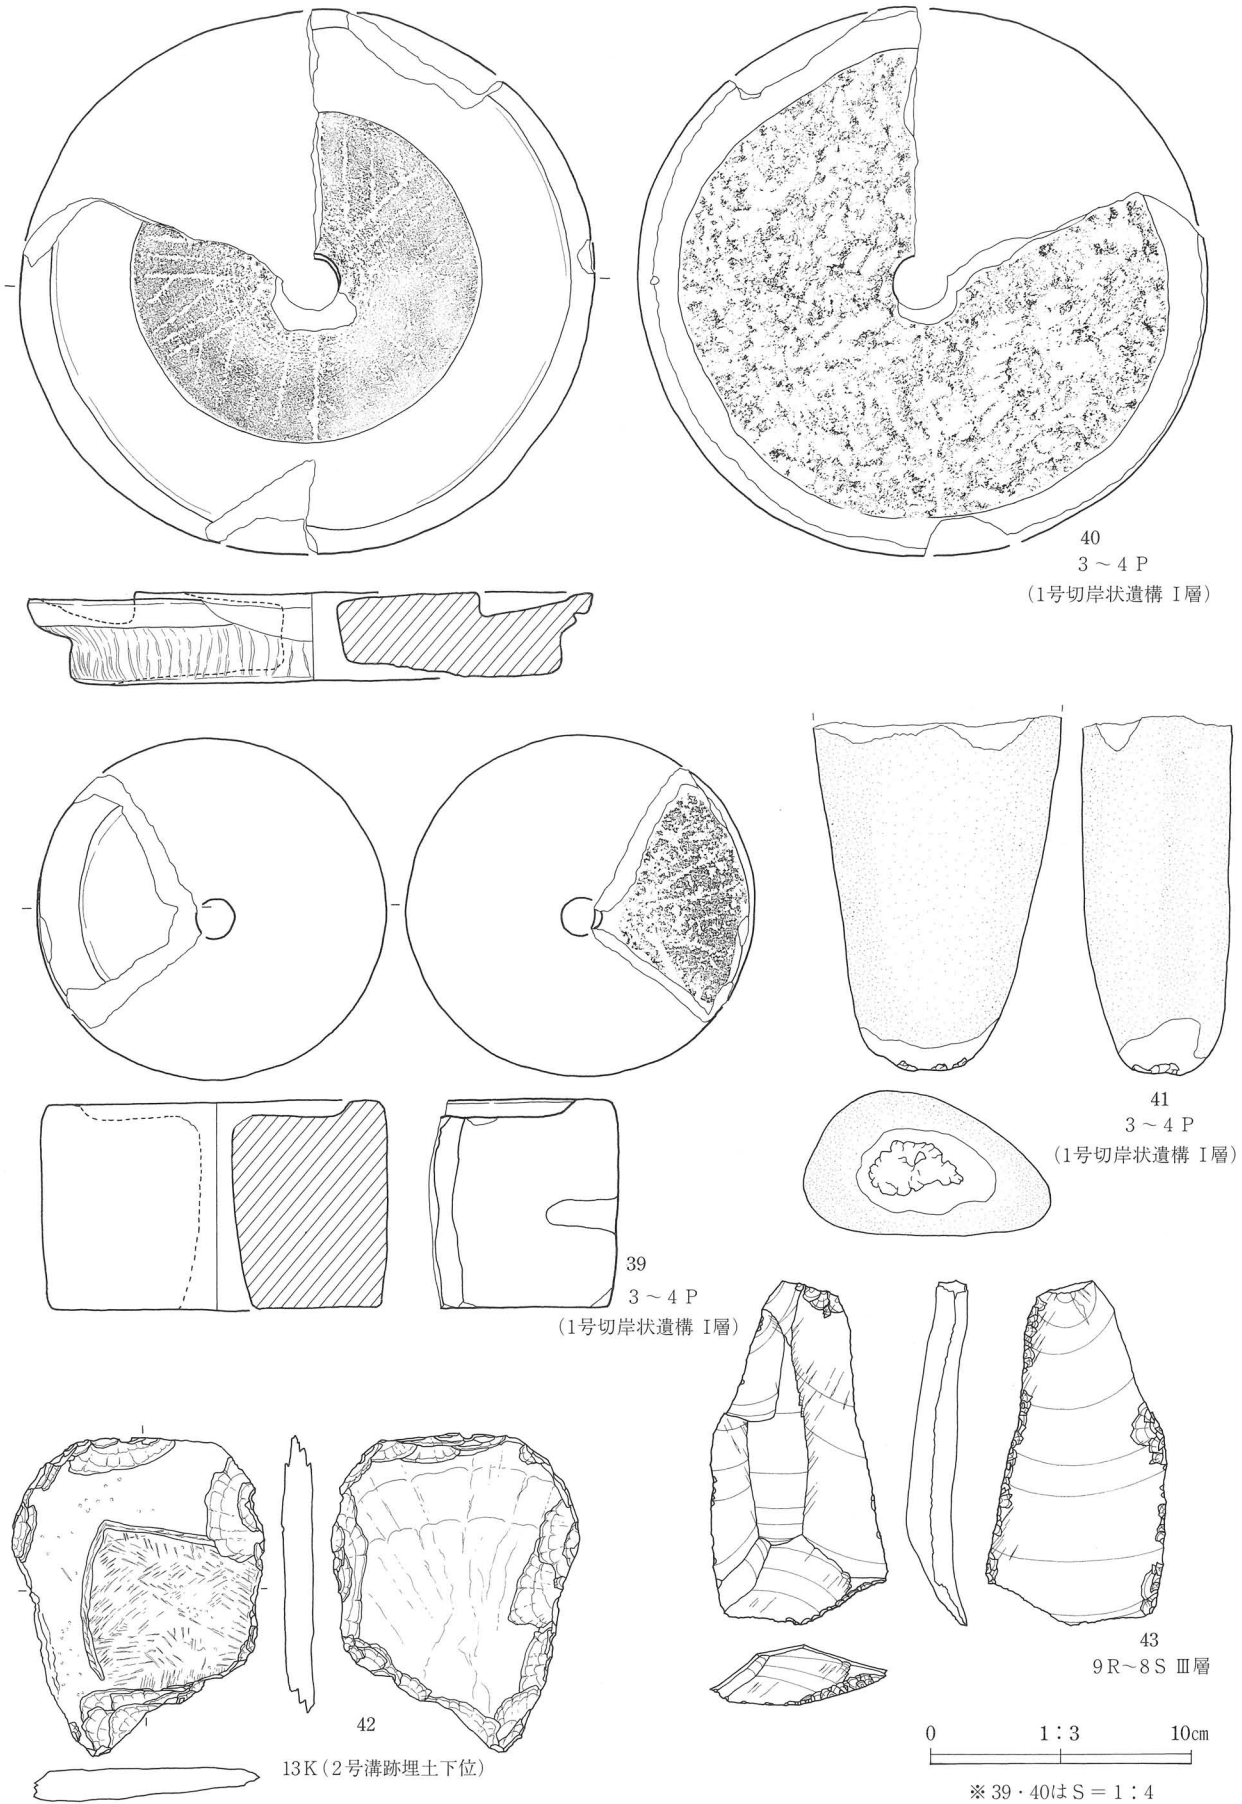 40
3～4P
(1号切岸状遺構 Ⅰ層)
41
3～4P
(1号切岸状遺構 Ⅰ層)
39
3～4P
(1号切岸状遺構 Ⅰ層)
43
9R～8S Ⅲ層
42
13K(2号溝跡埋土下位)
0 1：3 10cm
※39・40はS＝1：4